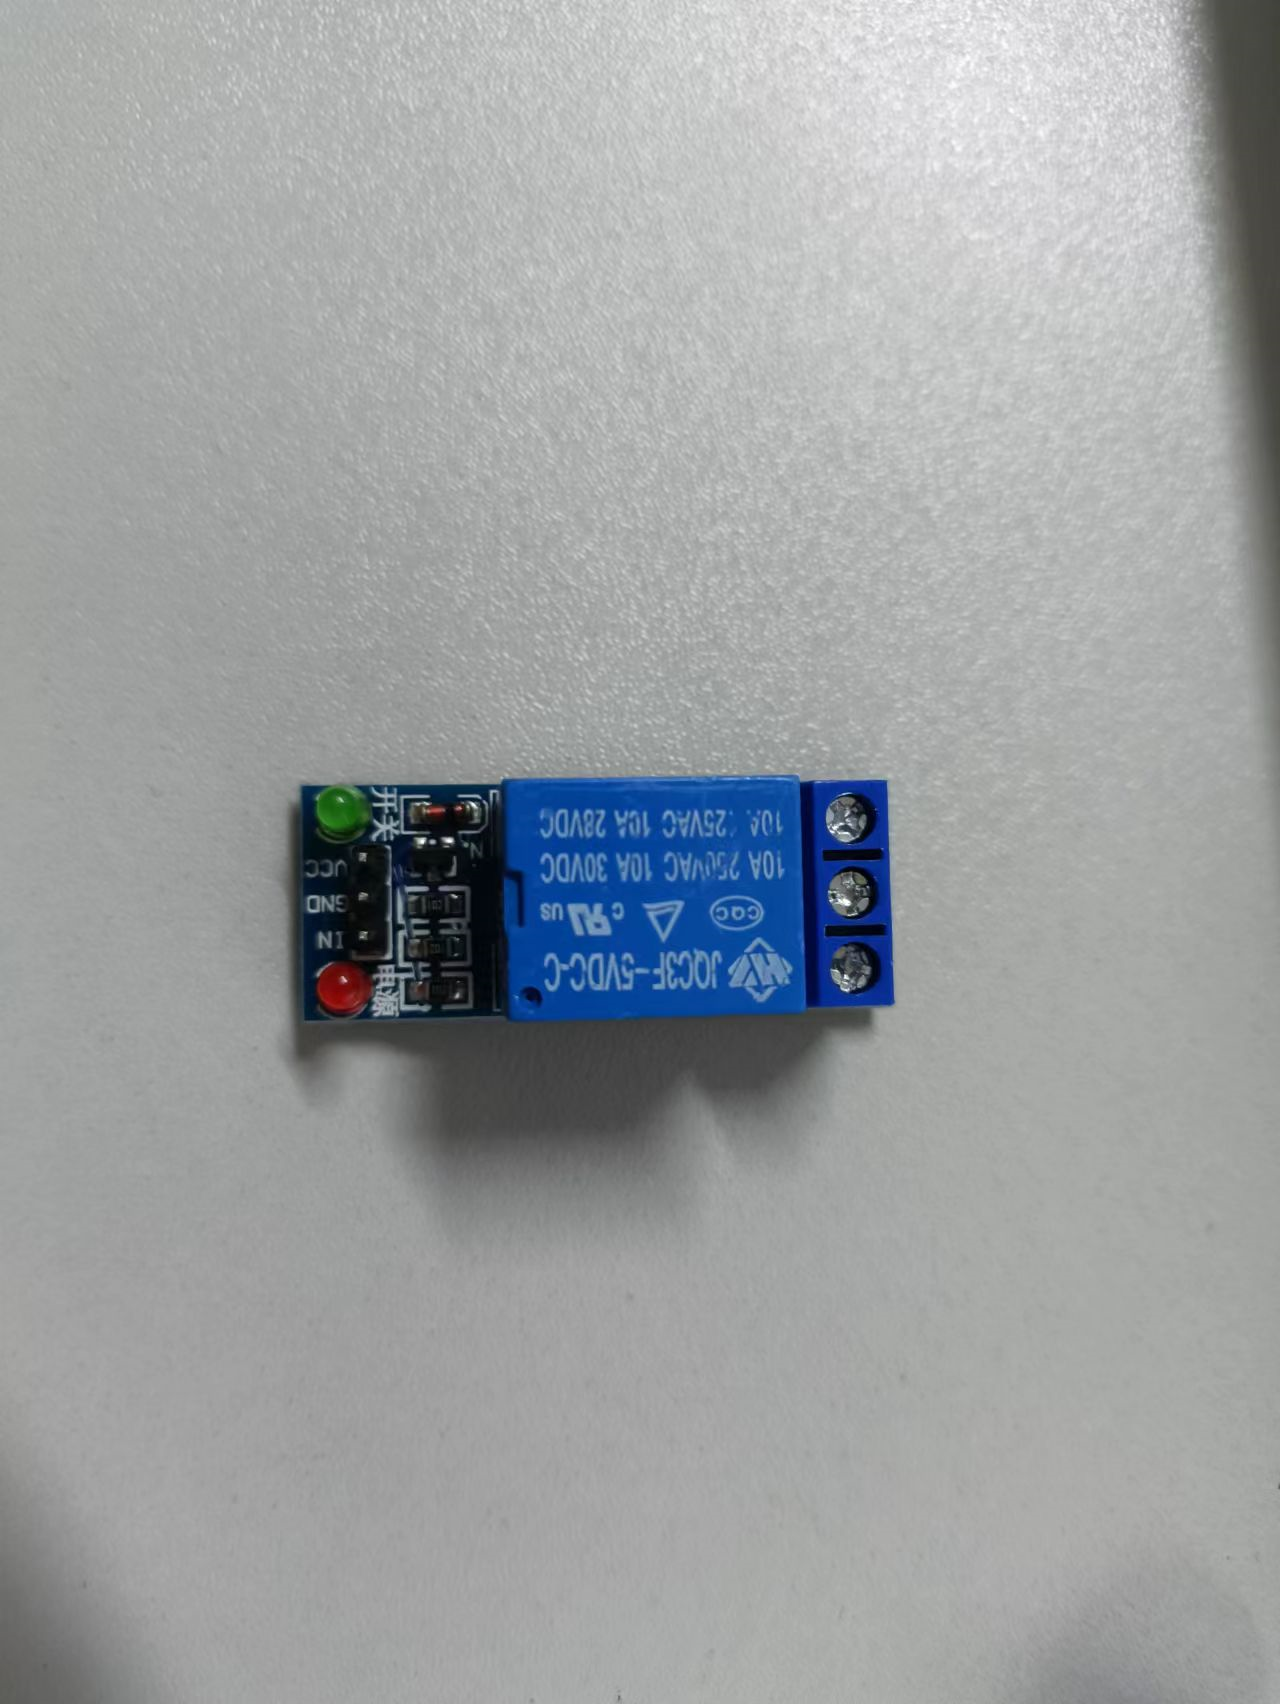 JQC3F-5VDC-C
CQC
c US
10A 250VAC 10A 30VDC
10A 125VAC 10A 28VDC
开关
VCC
GND
IN
电源